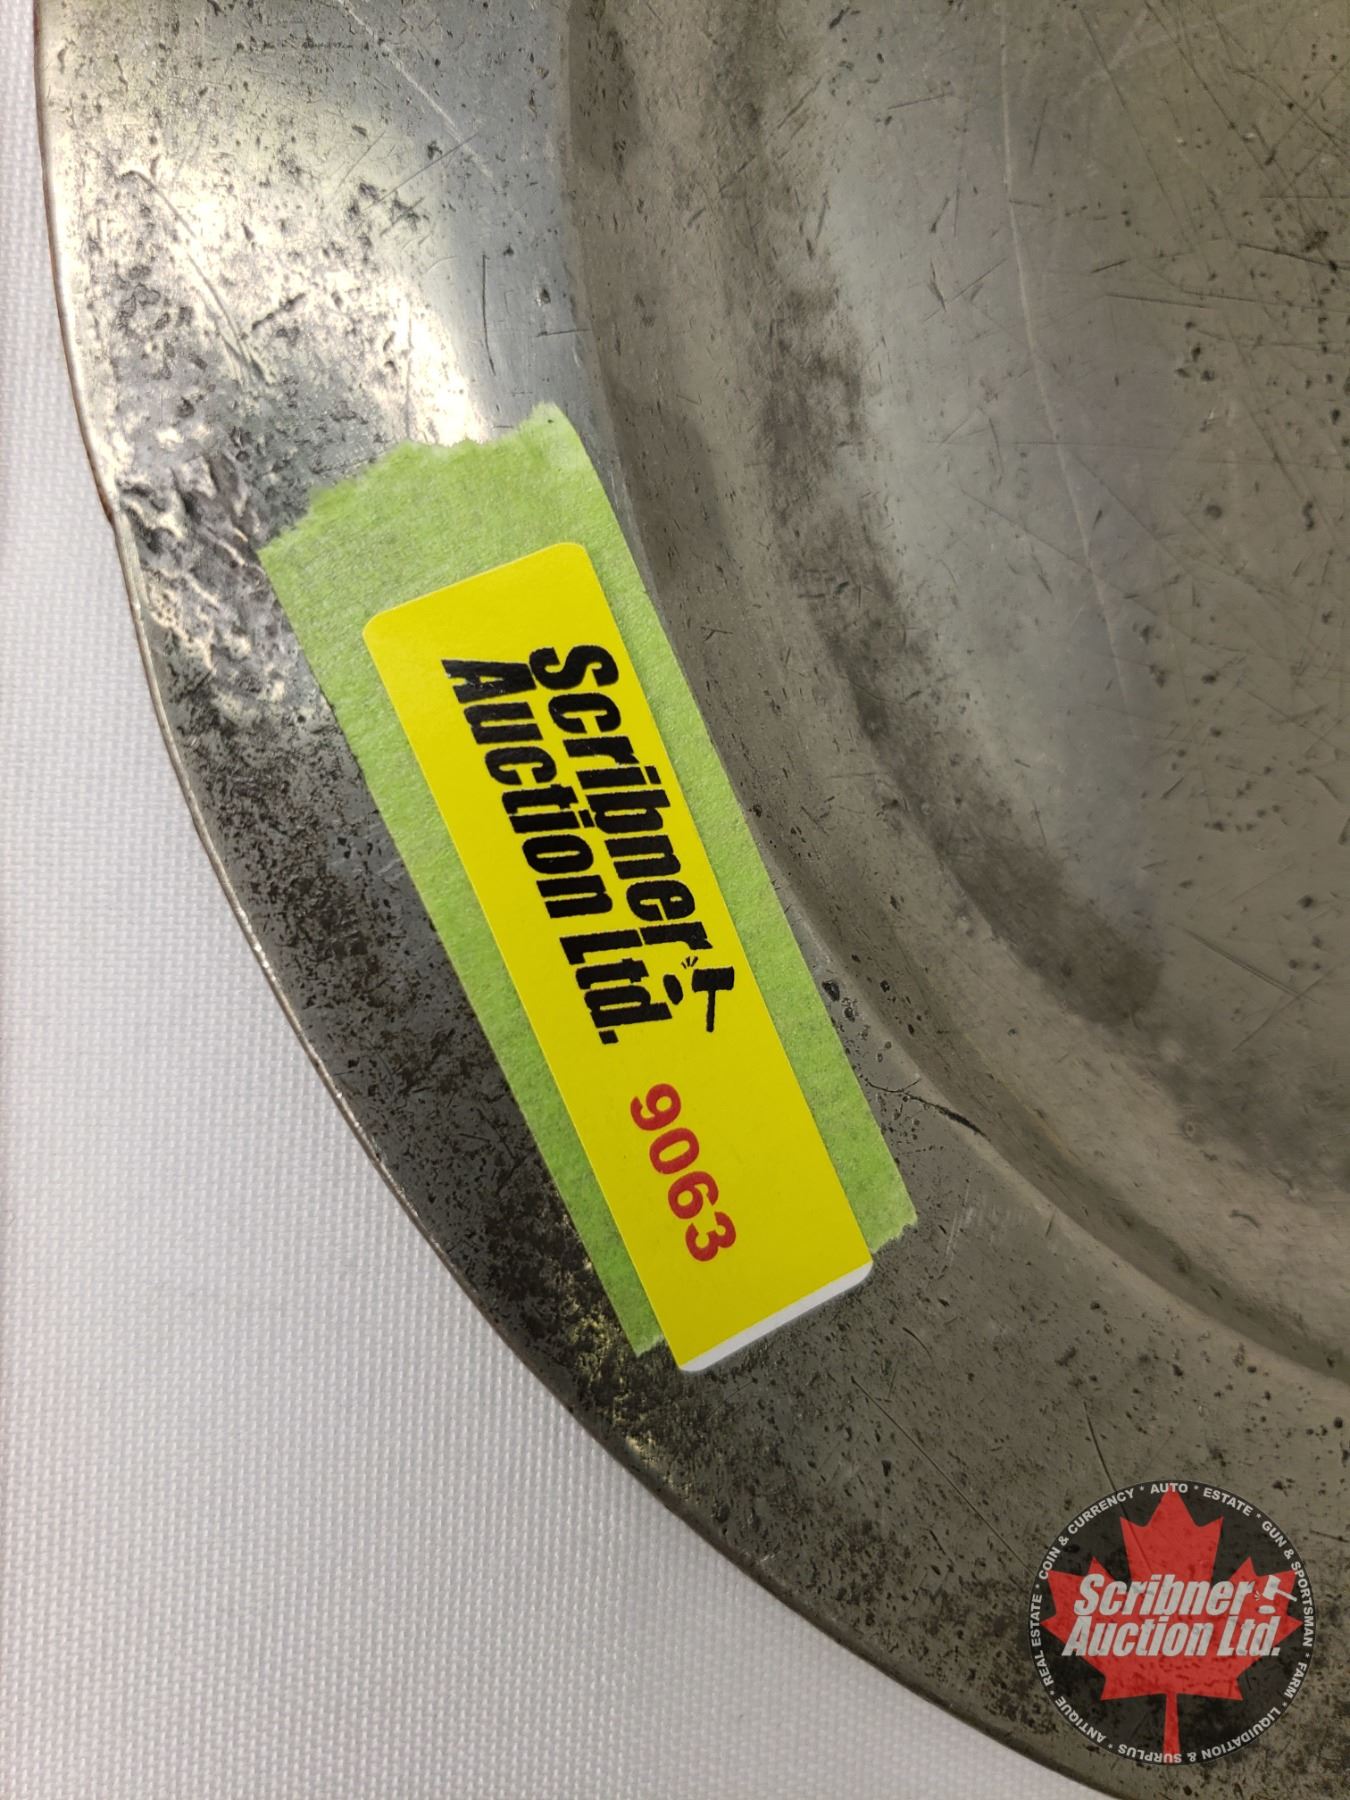 Scribner
Auction Ltd.
9063
REAL ESTATE * COIN & CURRENCY * AUTO * ESTATE * GUN & SPORTSMAN * FARM * LIQUIDATION & SURPLUS * ANTIQUE *
Scribner
Auction Ltd.